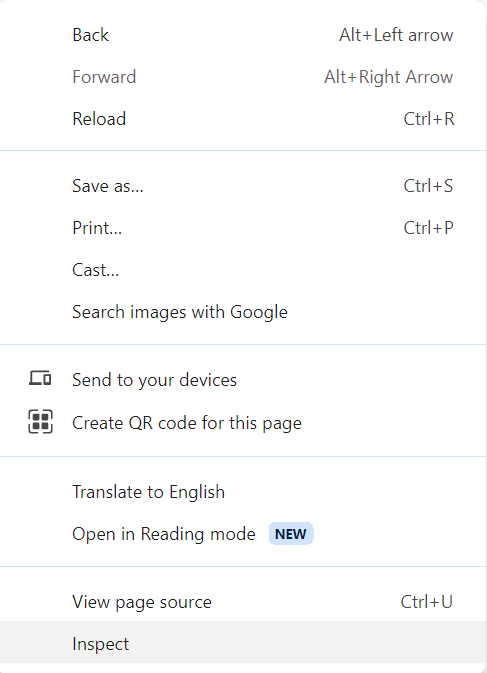 Back Alt+Left arrow
Forward Alt+Right Arrow
Reload Ctrl+R
Save as...
Ctrl+S
Print... Ctrl+P
Cast...
Search images with Google
Send to your devices
Create QR code for this page
Translate to English
Open in Reading mode NEW
View page source Ctrl+U
Inspect